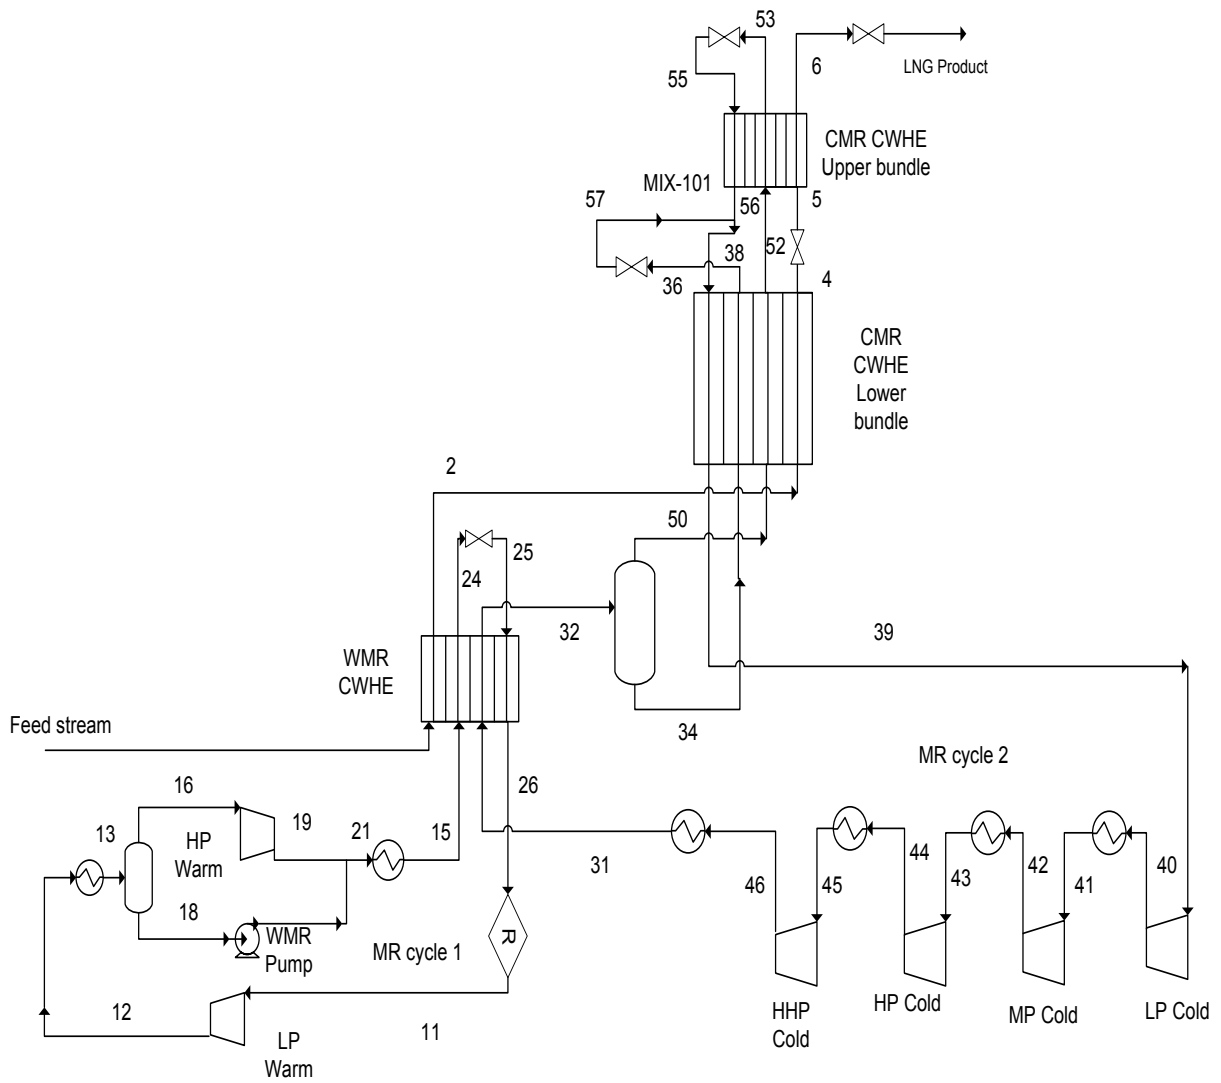 53
6
LNG Product
55
CMR CWHE
Upper bundle
MIX-101
57
56
5
38
52
36
4
CMR
CWHE
Lower
bundle
2
50
24
25
32
39
WMR
CWHE
Feed stream
34
MR cycle 2
16
26
13
HP
Warm
19
21
15
31
46
45
44
43
42
41
40
18
WMR
Pump
MR cycle 1
R
12
11
LP
Warm
HHP
Cold
HP Cold
MP Cold
LP Cold